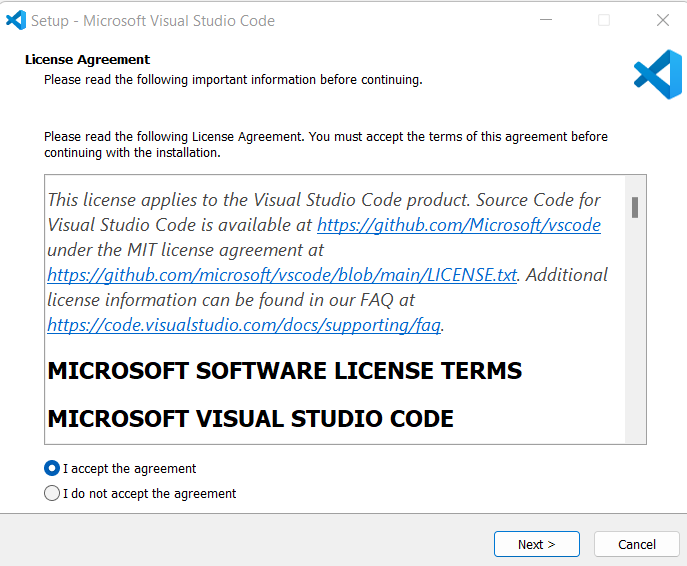 Setup - Microsoft Visual Studio Code
License Agreement
Please read the following important information before continuing.
Please read the following License Agreement. You must accept the terms of this agreement before
continuing with the installation.
This license applies to the Visual Studio Code product. Source Code for
Visual Studio Code is available at https://github.com/Microsoft/vscode
under the MIT license agreement at
https://github.com/microsoft/vscode/blob/main/LICENSE.txt. Additional
license information can be found in our FAQ at
https://code.visualstudio.com/docs/supporting/faq.
MICROSOFT SOFTWARE LICENSE TERMS
MICROSOFT VISUAL STUDIO CODE
I accept the agreement
I do not accept the agreement
Next >
Cancel